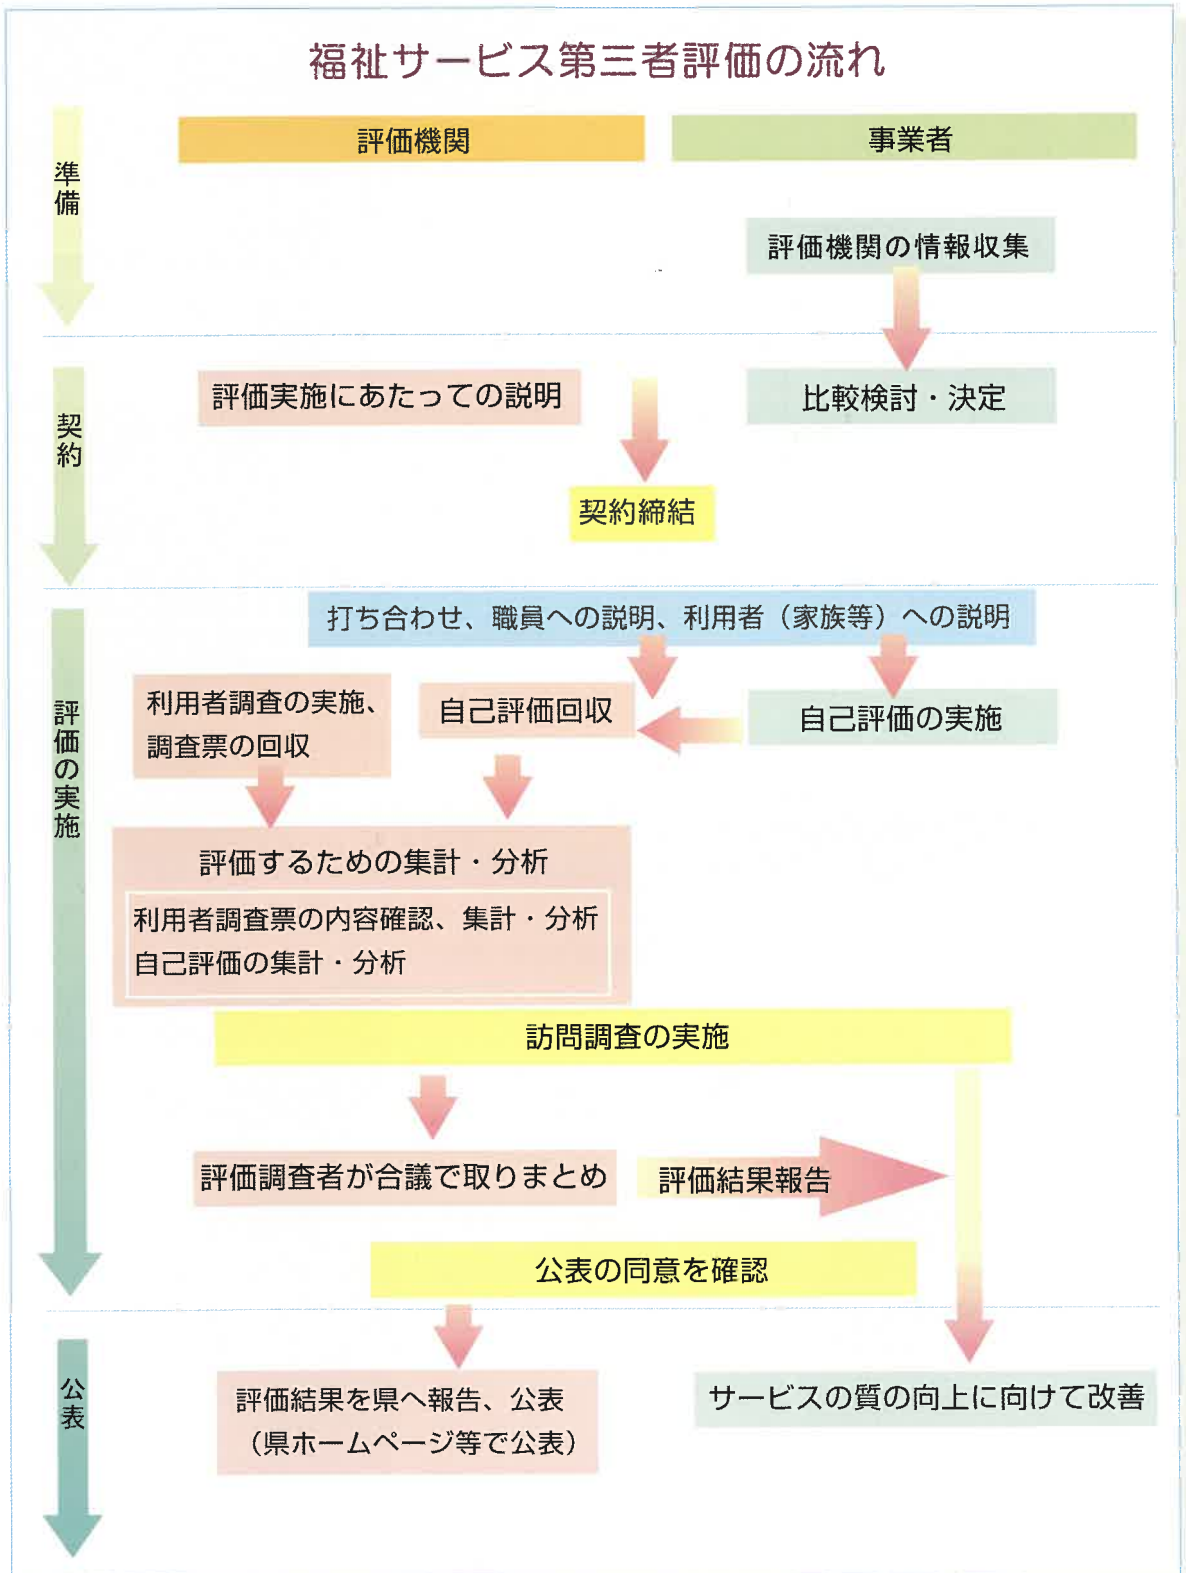 福祉サービス第三者評価の流れ
評価機関
事業者
準備
評価機関の情報収集
契約
評価実施にあたっての説明
比較検討・決定
契約締結
評価の実施
打ち合わせ、職員への説明、利用者（家族等）への説明
利用者調査の実施、
調査票の回収
自己評価回収
自己評価の実施
評価するための集計・分析
利用者調査票の内容確認、集計・分析
自己評価の集計・分析
訪問調査の実施
評価調査者が合議で取りまとめ
評価結果報告
公表の同意を確認
公表
評価結果を県へ報告、公表
（県ホームページ等で公表）
サービスの質の向上に向けて改善